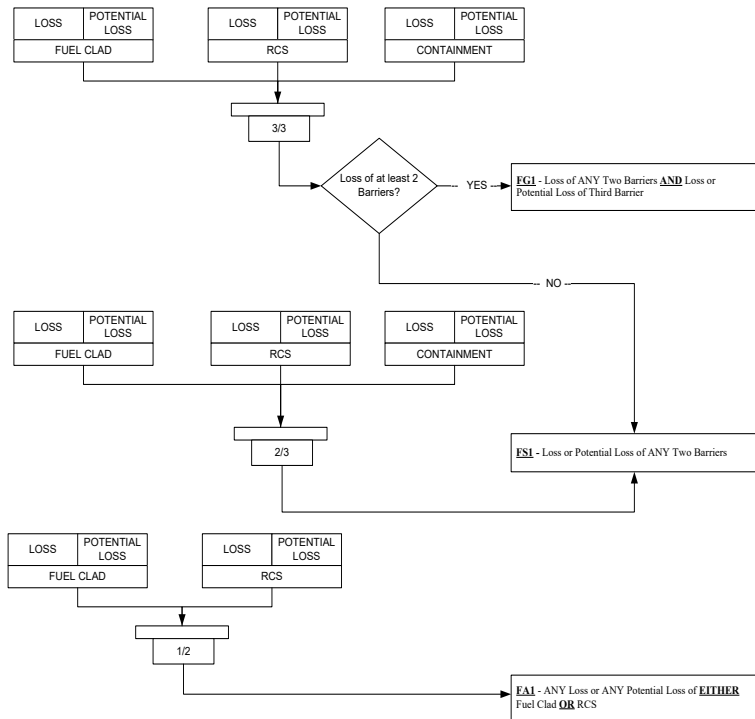 LOSS
POTENTIAL
LOSS
FUEL CLAD
LOSS
POTENTIAL
LOSS
RCS
LOSS
POTENTIAL
LOSS
CONTAINMENT
3/3
Loss of at least 2
Barriers?
YES
FG1 - Loss of ANY Two Barriers AND Loss or
Potential Loss of Third Barrier
NO
LOSS
POTENTIAL
LOSS
FUEL CLAD
LOSS
POTENTIAL
LOSS
RCS
LOSS
POTENTIAL
LOSS
CONTAINMENT
2/3
FS1 - Loss or Potential Loss of ANY Two Barriers
LOSS
POTENTIAL
LOSS
FUEL CLAD
LOSS
POTENTIAL
LOSS
RCS
1/2
FA1 - ANY Loss or ANY Potential Loss of EITHER
Fuel Clad OR RCS